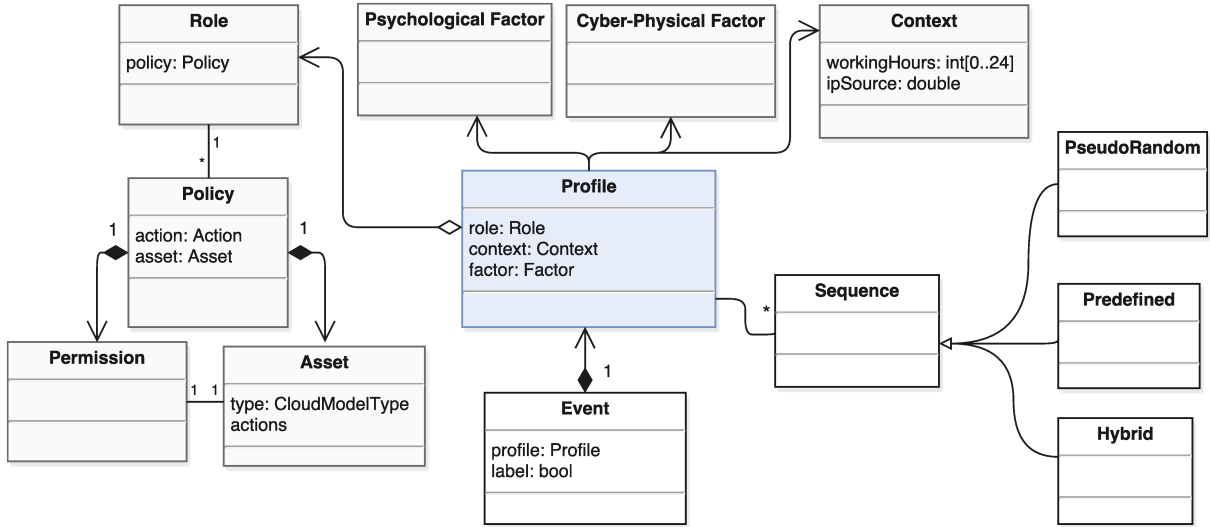 Role
policy: Policy
Psychological Factor
Cyber-Physical Factor
Context
workingHours: int[0..24]
ipSource: double
1
*
Policy
action: Action
asset: Asset
1
1
Permission
1
1
Asset
type: CloudModelType
actions
Profile
role: Role
context: Context
factor: Factor
1
Event
profile: Profile
label: bool
*
Sequence
PseudoRandom
Predefined
Hybrid